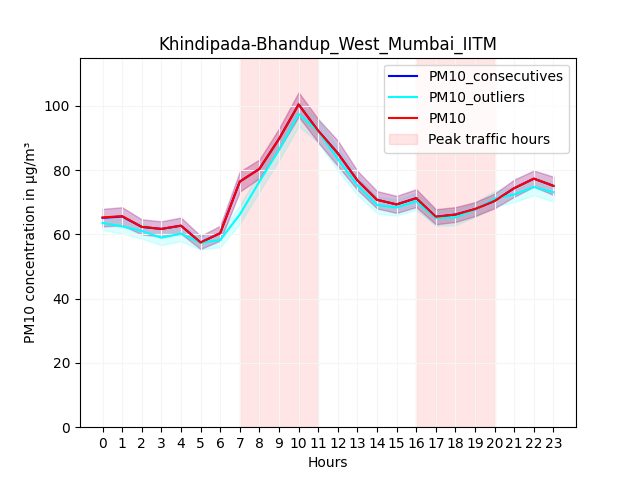 Khindipada-Bhandup_West_Mumbai_IITM
PM10_consecutives
PM10_outliers
PM10
Peak traffic hours
PM10 concentration in µg/m³
100
80
60
40
20
0
0 1 2 3 4 5 6 7 8 9 10 11 12 13 14 15 16 17 18 19 20 21 22 23
Hours